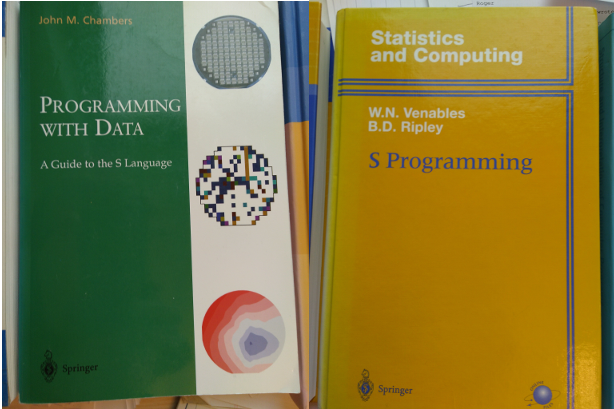 John M. Chambers
PROGRAMMING
WITH DATA
A Guide to the S Language
Springer
Statistics
and Computing
W.N. Venables
B.D. Ripley
S Programming
Springer